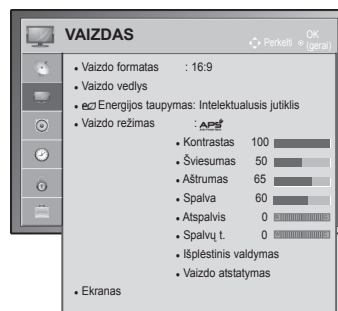 VAIZDAS
Perkelti
OK
(gerai)
• Vaizdo formatas : 16:9
• Vaizdo vedlys
• eco Energijos taupymas: Intelektualusis jutiklis
• Vaizdo režimas : APS
• Kontrastas 100
• Šviesumas 50
• Aštrumas 65
• Spalva 60
• Atspalvis 0
• Spalvų t. 0
• Išplėstinis valdymas
• Vaizdo atstatymas
• Ekranas